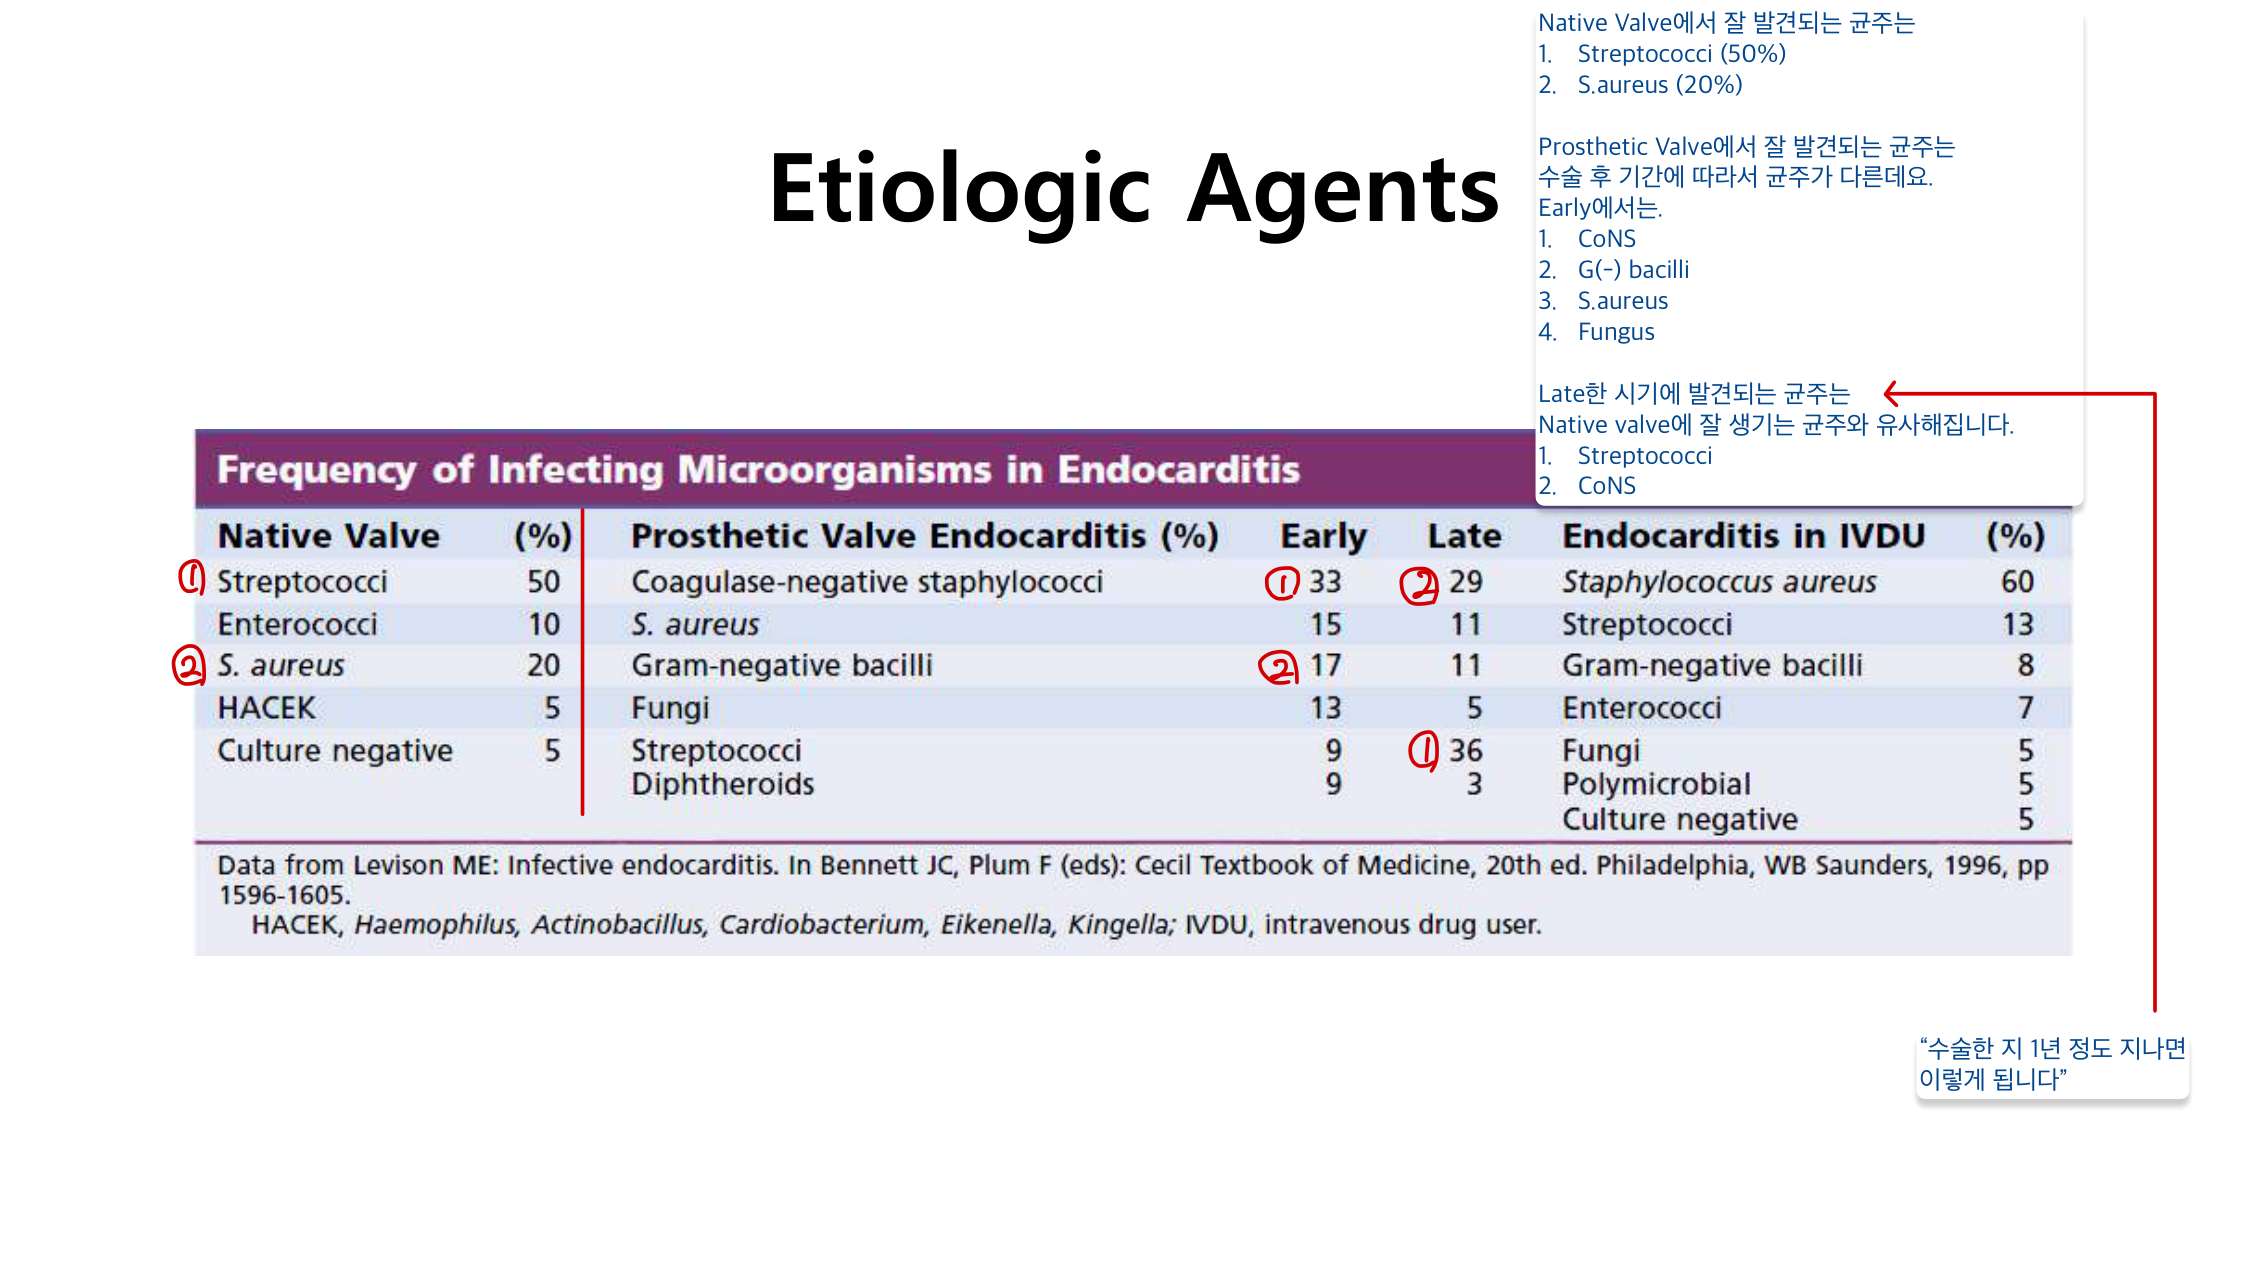 Native Valve에서 잘 발견되는 균주는
1. Streptococci (50%)
2. S.aureus (20%)
Prosthetic Valve에서 잘 발견되는 균주는
수술 후 기간에 따라서 균주가 다른데요.
Early에서는.
1. CoNS
2. G(-) bacilli
3. S.aureus
4. Fungus
Late한 시기에 발견되는 균주는
Native valve에 잘 생기는 균주와 유사해집니다.
1. Streptococci
2. CoNS
Etiologic Agents
Frequency of Infecting Microorganisms in Endocarditis
Native Valve (%) Prosthetic Valve Endocarditis (%) Early Late Endocarditis in IVDU (%)
① Streptococci 50 Coagulase-negative staphylococci ① 33 ② 29 Staphylococcus aureus 60
Enterococci 10 S. aureus 15 11 Streptococci 13
② S. aureus 20 Gram-negative bacilli ② 17 11 Gram-negative bacilli 8
HACEK 5 Fungi 13 5 Enterococci 7
Culture negative 5 Streptococci 9 ① 36 Fungi 5
Diphtheroids 9 3 Polymicrobial 5
Culture negative 5
Data from Levison ME: Infective endocarditis. In Bennett JC, Plum F (eds): Cecil Textbook of Medicine, 20th ed. Philadelphia, WB Saunders, 1996, pp
1596-1605.
HACEK, Haemophilus, Actinobacillus, Cardiobacterium, Eikenella, Kingella; IVDU, intravenous drug user.
“수술한 지 1년 정도 지나면
이렇게 됩니다”